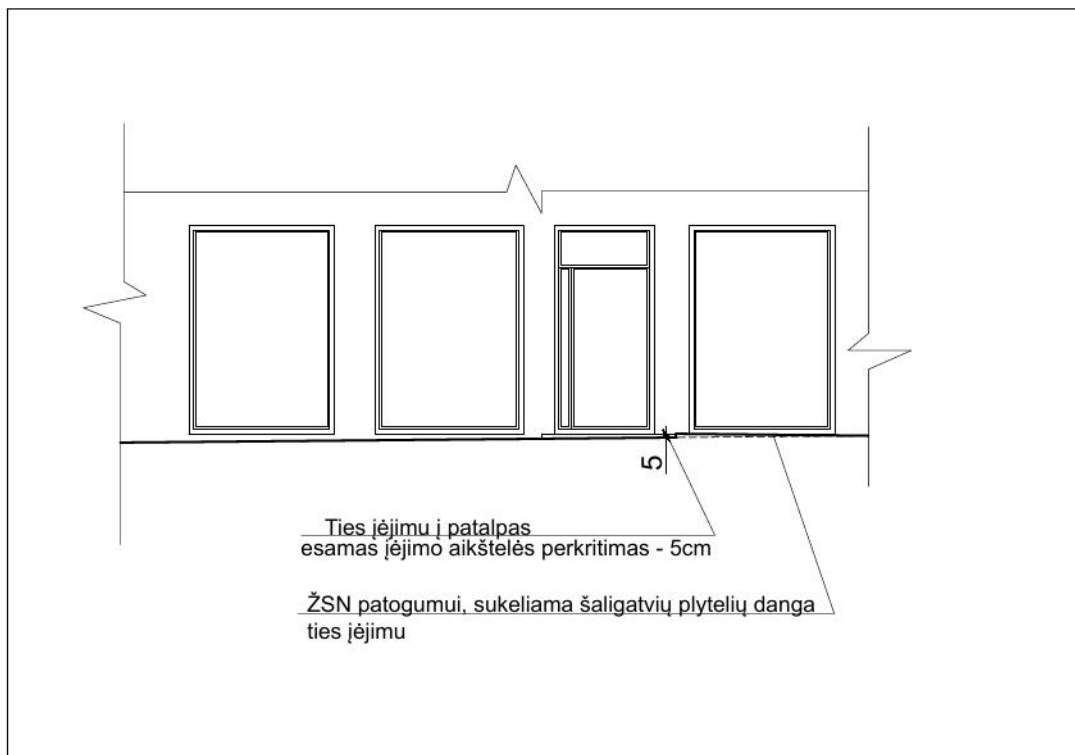 5
Ties įėjimu į patalpas
esamas įėjimo aikštelės perkritimas - 5cm
ŽSN patogumui, sukeliama šaligatvių plytelių danga
ties įėjimu